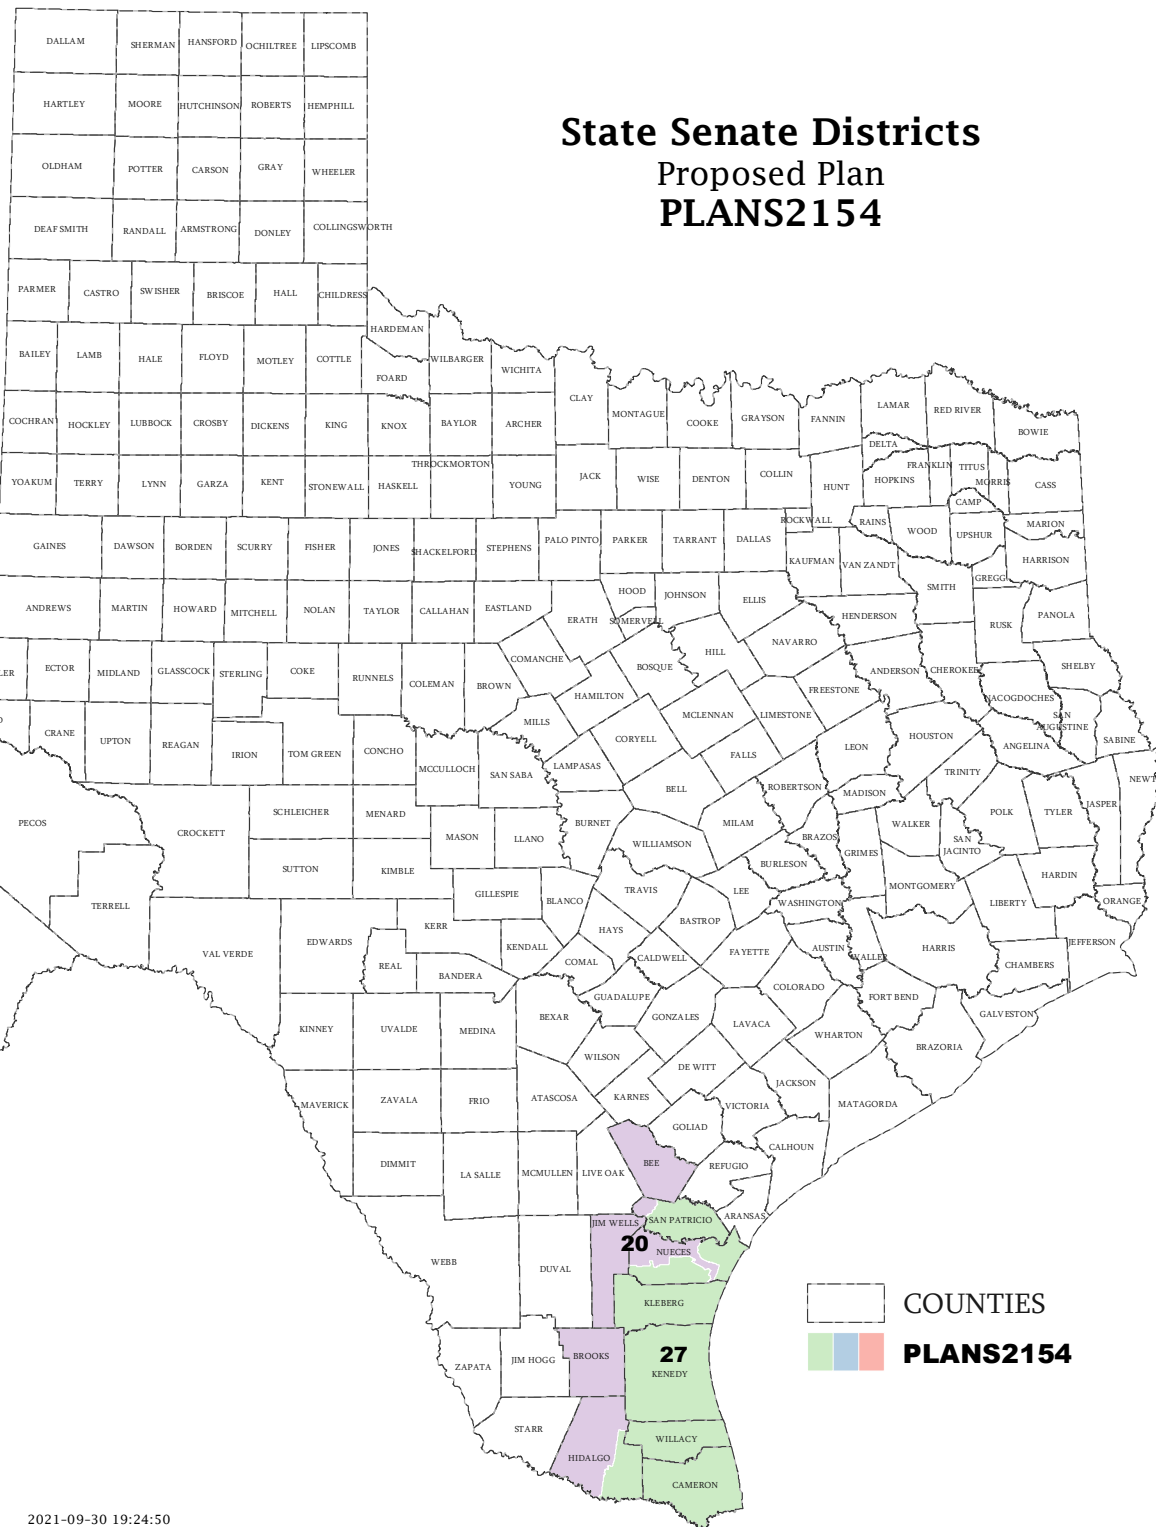 State Senate Districts
Proposed Plan
PLANS2154
DALLAM
SHERMAN
HANSFORD
OCHILTREE
LIPSCOMB
HARTLEY
MOORE
HUTCHINSON
ROBERTS
HEMPHILL
OLDHAM
POTTER
CARSON
GRAY
WHEELER
DEAF SMITH
RANDALL
ARMSTRONG
DONLEY
COLLINGSWORTH
PARMER
CASTRO
SWISHER
BRISCOE
HALL
CHILDRESS
HARDEMAN
BAILEY
LAMB
HALE
FLOYD
MOTLEY
COTTLE
FOARD
WILBARGER
WICHITA
CLAY
MONTAGUE
COOKE
GRAYSON
FANNIN
LAMAR
RED RIVER
BOWIE
COCHRAN
HOCKLEY
LUBBOCK
CROSBY
DICKENS
KING
KNOX
BAYLOR
ARCHER
DELTA
YOAKUM
TERRY
LYNN
GARZA
KENT
STONEWALL
HASKELL
THROCKMORTON
YOUNG
JACK
WISE
DENTON
COLLIN
HUNT
HOPKINS
FRANKLIN
TITUS
MORRIS
CASS
CAMP
GAINES
DAWSON
BORDEN
SCURRY
FISHER
JONES
SHACKELFORD
STEPHENS
PALO PINTO
PARKER
TARRANT
DALLAS
ROCKWALL
RAINS
WOOD
UPSHUR
MARION
KAUFMAN
VAN ZANDT
SMITH
GREGG
HARRISON
ANDREWS
MARTIN
HOWARD
MITCHELL
NOLAN
TAYLOR
CALLAHAN
EASTLAND
ERATH
HOOD
SOMERVELL
JOHNSON
ELLIS
HENDERSON
RUSK
PANOLA
LER
ECTOR
MIDLAND
GLASSCOCK
STERLING
COKE
RUNNELS
COLEMAN
BROWN
COMANCHE
HAMILTON
BOSQUE
HILL
NAVARRO
FREESTONE
ANDERSON
CHEROKEE
NACOGDOCHES
SHELBY
SAN
AUGUSTINE
SABINE
CRANE
UPTON
REAGAN
IRION
TOM GREEN
CONCHO
MCCULLOCH
SAN SABA
MILLS
LAMPASAS
CORYELL
MCLENNAN
LIMESTONE
FALLS
LEON
HOUSTON
ANGELINA
TRINITY
NEWT
PECOS
CROCKETT
SCHLEICHER
MENARD
MASON
LLANO
BURNET
BELL
MILAM
ROBERTSON
MADISON
BRAZOS
GRIMES
WALKER
SAN
JACINTO
POLK
TYLER
JASPER
WILLIAMSON
BURLESON
MONTGOMERY
HARDIN
LIBERTY
ORANGE
SUTTON
KIMBLE
GILLESPIE
BLANCO
TRAVIS
LEE
WASHINGTON
TERRELL
VAL VERDE
EDWARDS
REAL
KERR
BANDERA
KENDALL
COMAL
HAYS
CALDWELL
BASTROP
FAYETTE
AUSTIN
WALLER
HARRIS
CHAMBERS
JEFFERSON
GALVESTON
KINNEY
UVALDE
MEDINA
BEXAR
GUADALUPE
GONZALES
LAVACA
COLORADO
WHARTON
FORT BEND
BRAZORIA
MAVERICK
ZAVALA
FRIO
ATASCOSA
WILSON
KARNES
DE WITT
VICTORIA
JACKSON
MATAGORDA
DIMMIT
LA SALLE
MCMULLEN
LIVE OAK
BEE
GOLIAD
REFUGIO
CALHOUN
ARANSAS
SAN PATRICIO
JIM WELLS
20
NUECES
WEBB
DUVAL
KLEBERG
ZAPATA
JIM HOGG
BROOKS
27
KENEDY
STARR
HIDALGO
WILLACY
CAMERON
COUNTIES
PLANS2154
2021-09-30 19:24:50